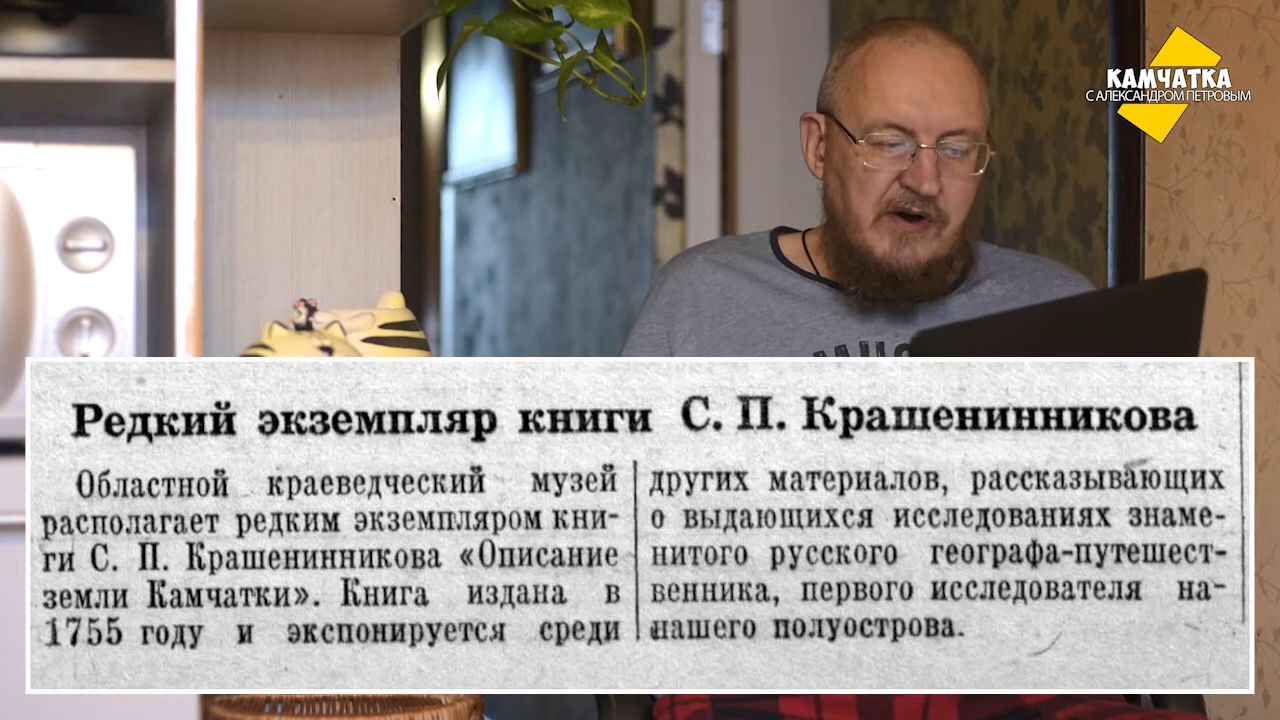 КАМЧАТКА
С АЛЕКСАНДРОМ ПЕТРОВЫМ
Редкий экземпляр книги С. П. Крашенинникова
Областной краеведческий музей
располагает редким экземпляром кни-
ги С. П. Крашенинникова «Описание
земли Камчатки». Книга издана в
1755 году и экспонируется среди
других материалов, рассказывающих
о выдающихся исследованиях знаме-
нитого русского географа-путешест-
венника, первого исследователя на-
нашего полуострова.